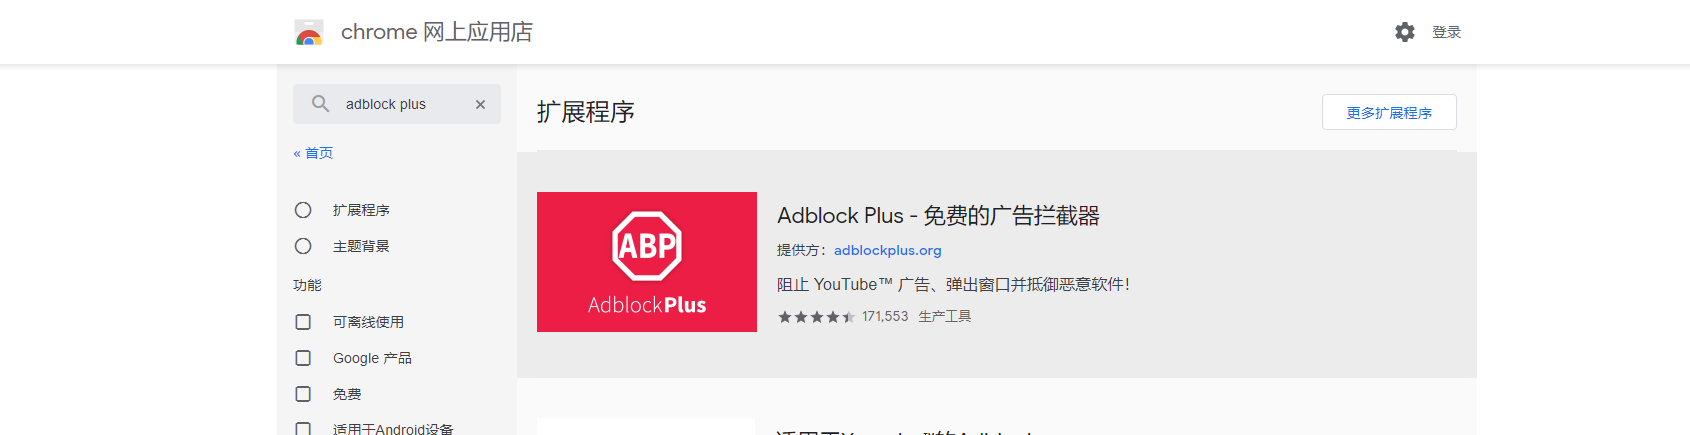 chrome 网上应用店
登录
adblock plus
« 首页
扩展程序
主题背景
功能
可离线使用
Google 产品
免费
适用于Android设备
扩展程序
更多扩展程序
ABP
AdblockPlus
Adblock Plus - 免费的广告拦截器
提供方： adblockplus.org
阻止 YouTube™ 广告、弹出窗口并抵御恶意软件！
171,553 生产工具